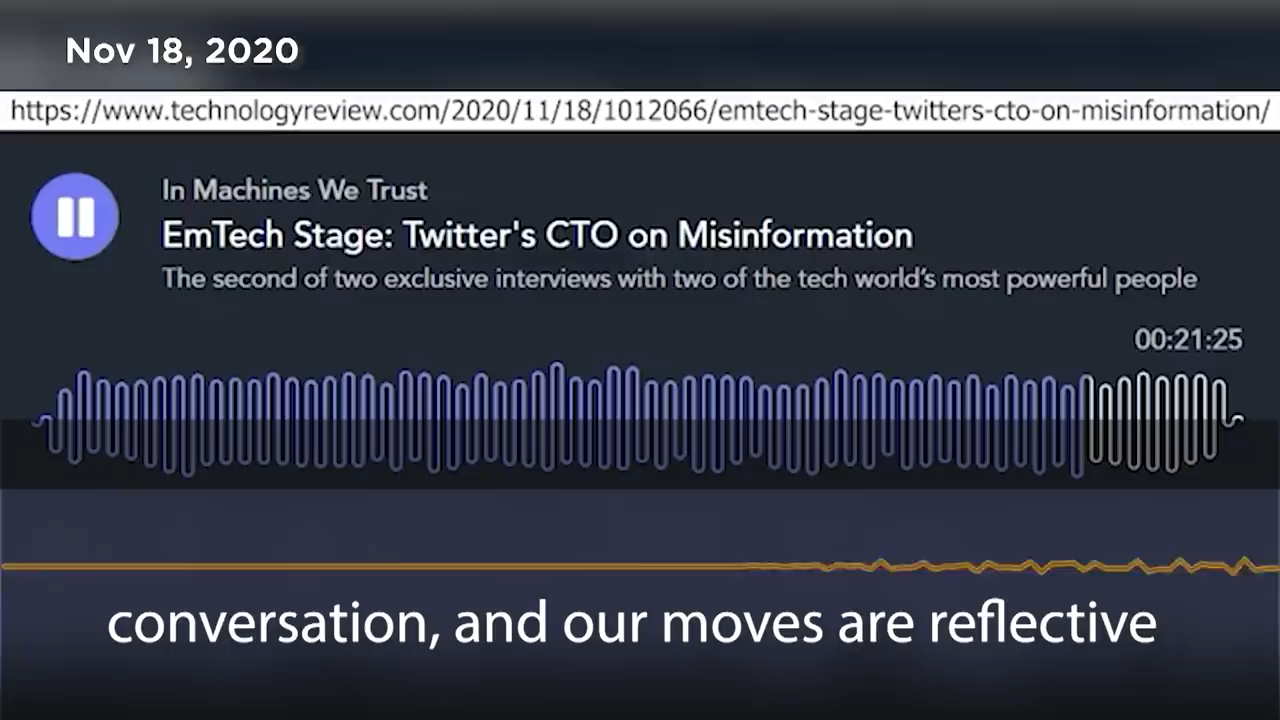 Nov 18, 2020
https://www.technologyreview.com/2020/11/18/1012066/emtech-stage-twitters-cto-on-misinformation/
In Machines We Trust
EmTech Stage: Twitter's CTO on Misinformation
The second of two exclusive interviews with two of the tech world’s most powerful people
00:21:25
conversation, and our moves are reflective